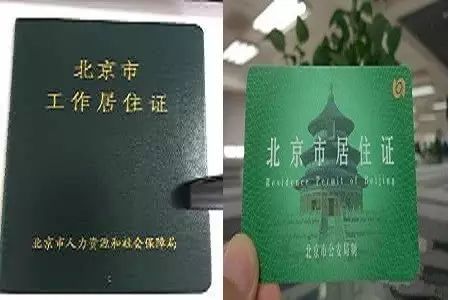 北京市
工作居住证
北京市人力资源和社会保障局
北京市居住证
Residence Permit of Beijing
北京市公安局制